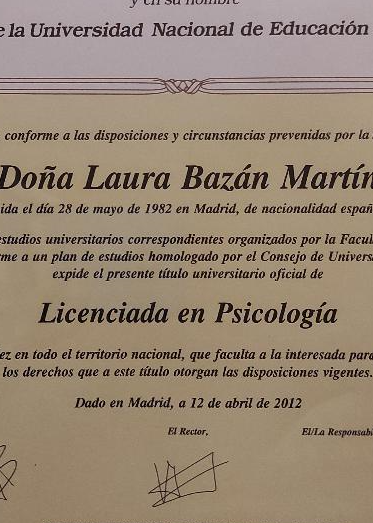 y en su nombre
e la Universidad Nacional de Educación
conforme a las disposiciones y circunstancias prevenidas por la
Doña Laura Bazán Martín
ida el día 28 de mayo de 1982 en Madrid, de nacionalidad españ
estudios universitarios correspondientes organizados por la Facul
rme a un plan de estudios homologado por el Consejo de Univers
expide el presente título universitario oficial de
Licenciada en Psicología
ez en todo el territorio nacional, que faculta a la interesada para
los derechos que a este título otorgan las disposiciones vigentes.
Dado en Madrid, a 12 de abril de 2012
El Rector,
El/La Responsabl